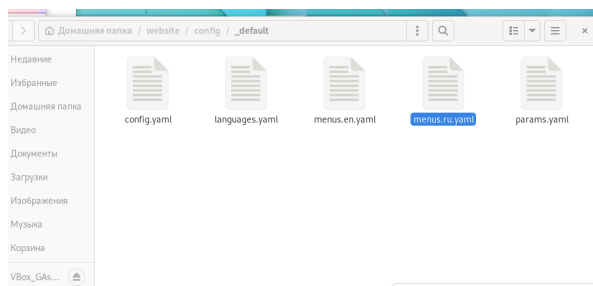 Домашняя папка / website / config / _default
Недавние
Избранные
Домашняя папка
Видео
Документы
Загрузки
Изображения
Музыка
Корзина
VBox_GAs...
config.yaml languages.yaml menus.en.yaml menus.ru.yaml params.yaml